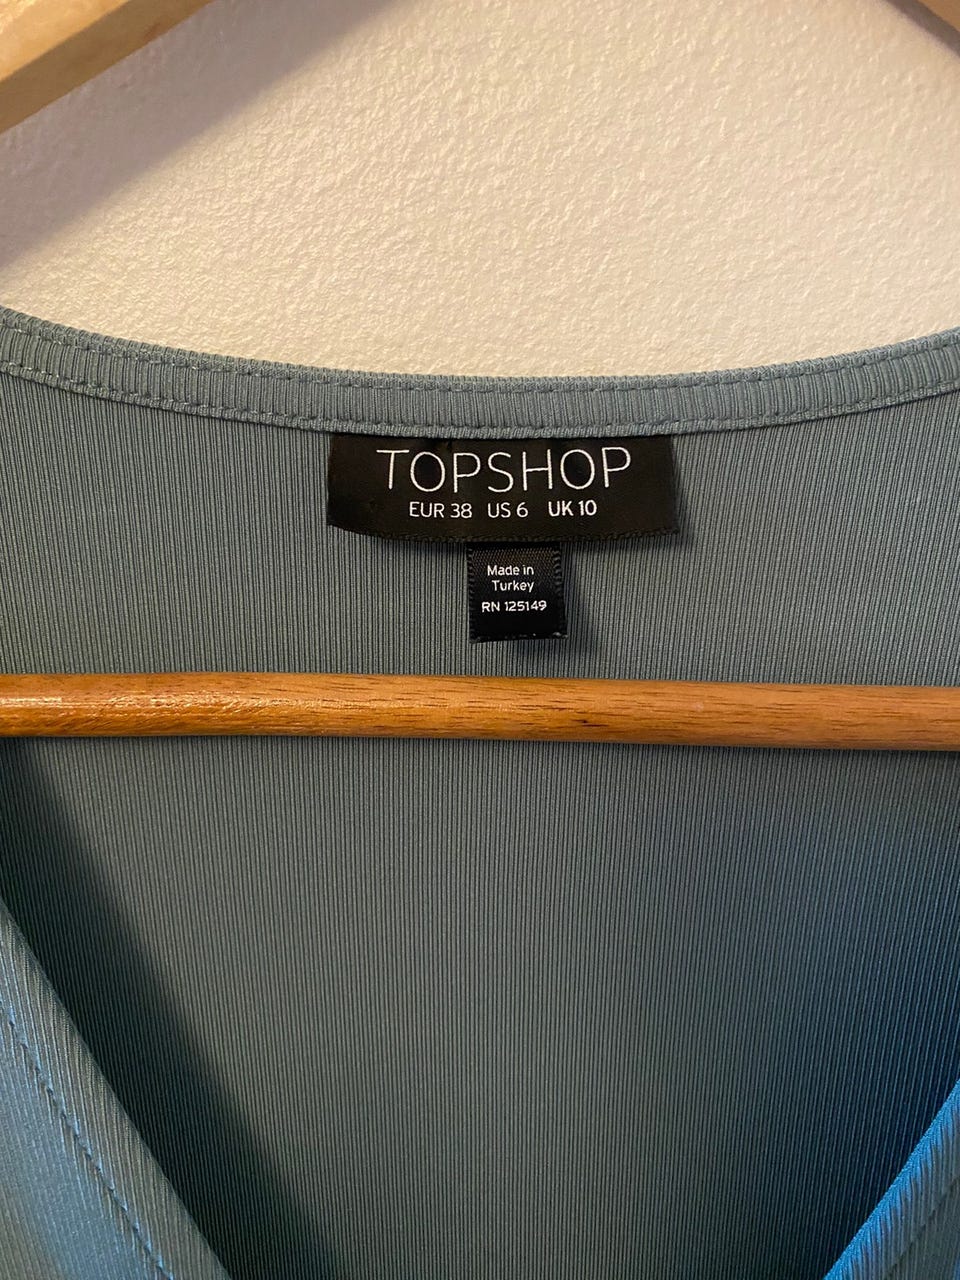 TOPSHOP
EUR 38 US 6 UK 10
Made in
Turkey
RN 125149